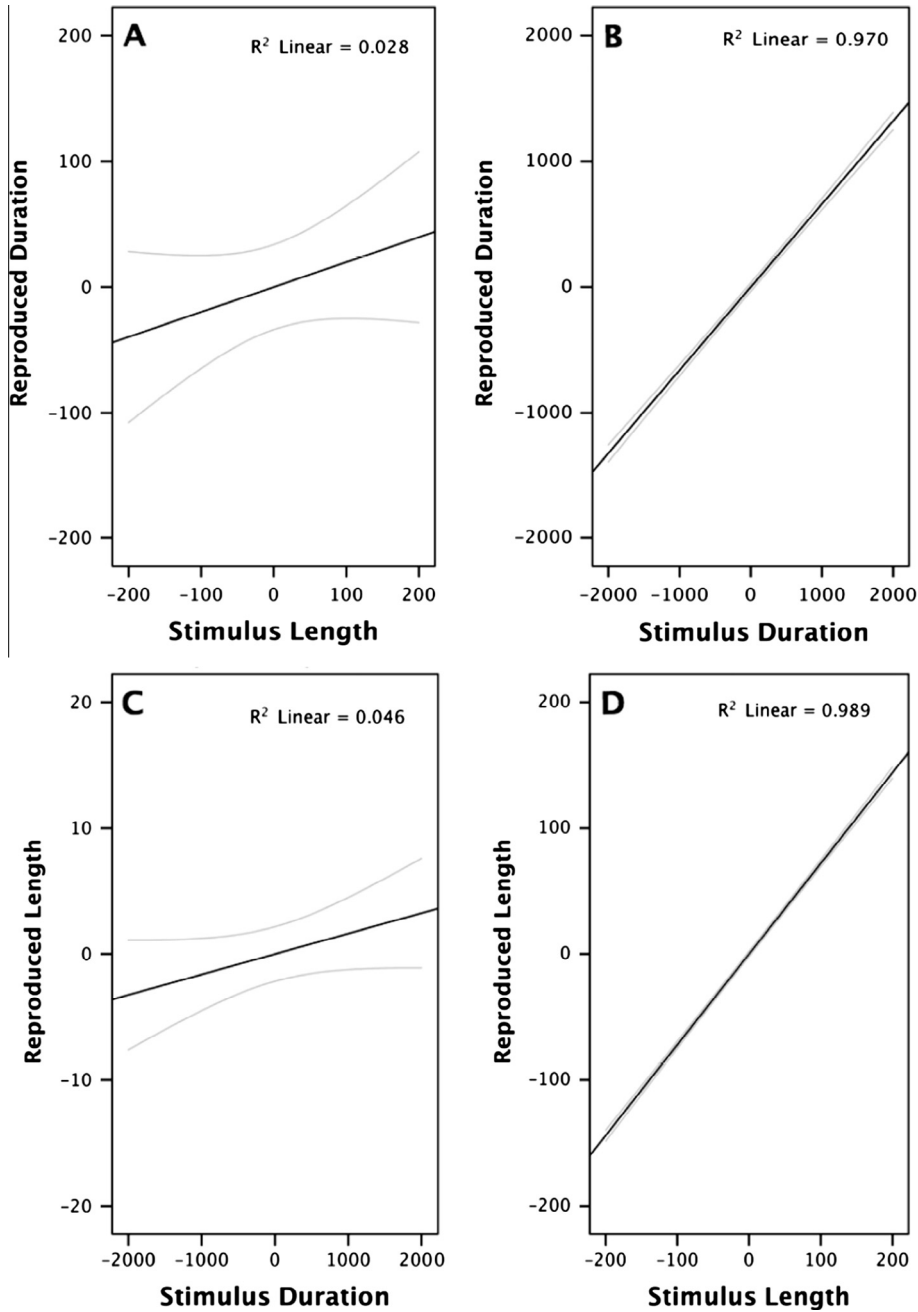 A
R² Linear = 0.028
Reproduced Duration
200
100
0
-100
-200
-200 -100 0 100 200
Stimulus Length
B
R² Linear = 0.970
Reproduced Duration
2000
1000
0
-1000
-2000
-2000 -1000 0 1000 2000
Stimulus Duration
C
R² Linear = 0.046
Reproduced Length
20
10
0
-10
-20
-2000 -1000 0 1000 2000
Stimulus Duration
D
R² Linear = 0.989
Reproduced Length
200
100
0
-100
-200
-200 -100 0 100 200
Stimulus Length